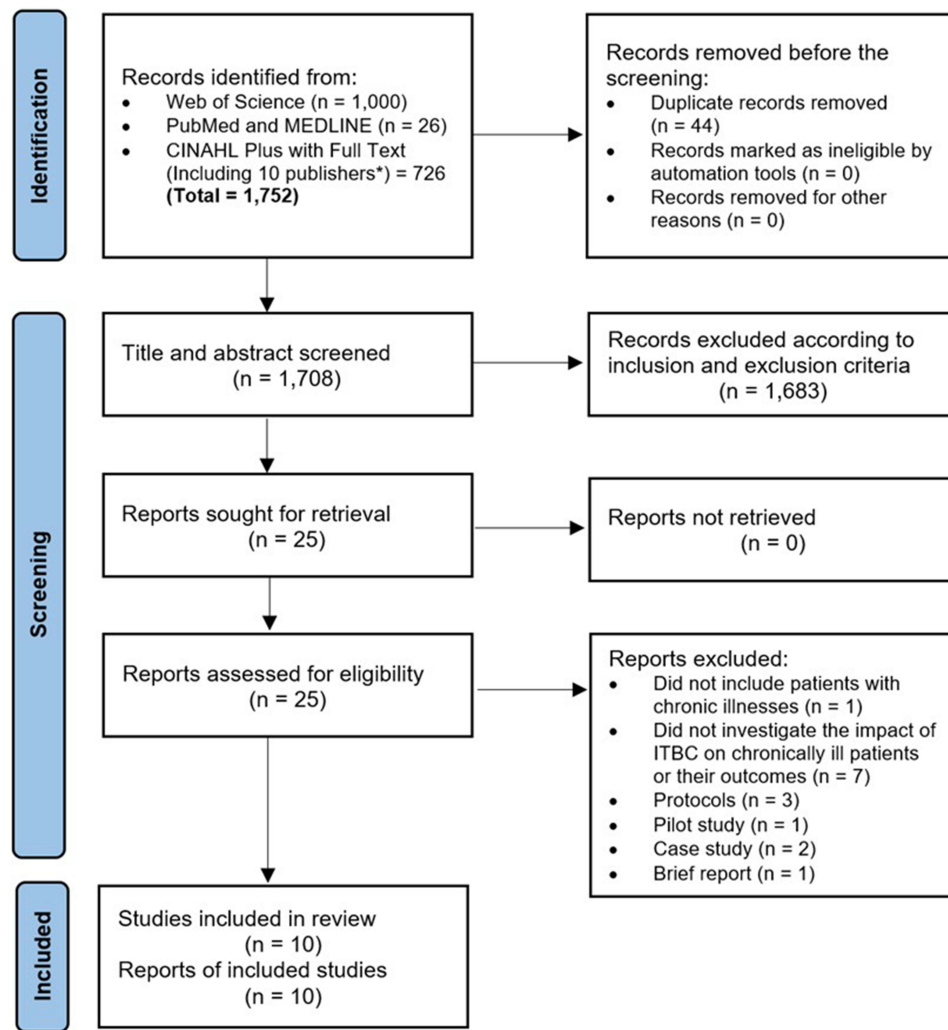 Identification
Records identified from:
• Web of Science (n = 1,000)
• PubMed and MEDLINE (n = 26)
• CINAHL Plus with Full Text
(Including 10 publishers*) = 726
(Total = 1,752)
Records removed before the
screening:
• Duplicate records removed
(n = 44)
• Records marked as ineligible by
automation tools (n = 0)
• Records removed for other
reasons (n = 0)
Screening
Title and abstract screened
(n = 1,708)
Records excluded according to
inclusion and exclusion criteria
(n = 1,683)
Reports sought for retrieval
(n = 25)
Reports not retrieved
(n = 0)
Reports assessed for eligibility
(n = 25)
Reports excluded:
• Did not include patients with
chronic illnesses (n = 1)
• Did not investigate the impact of
ITBC on chronically ill patients
or their outcomes (n = 7)
• Protocols (n = 3)
• Pilot study (n = 1)
• Case study (n = 2)
• Brief report (n = 1)
Included
Studies included in review
(n = 10)
Reports of included studies
(n = 10)